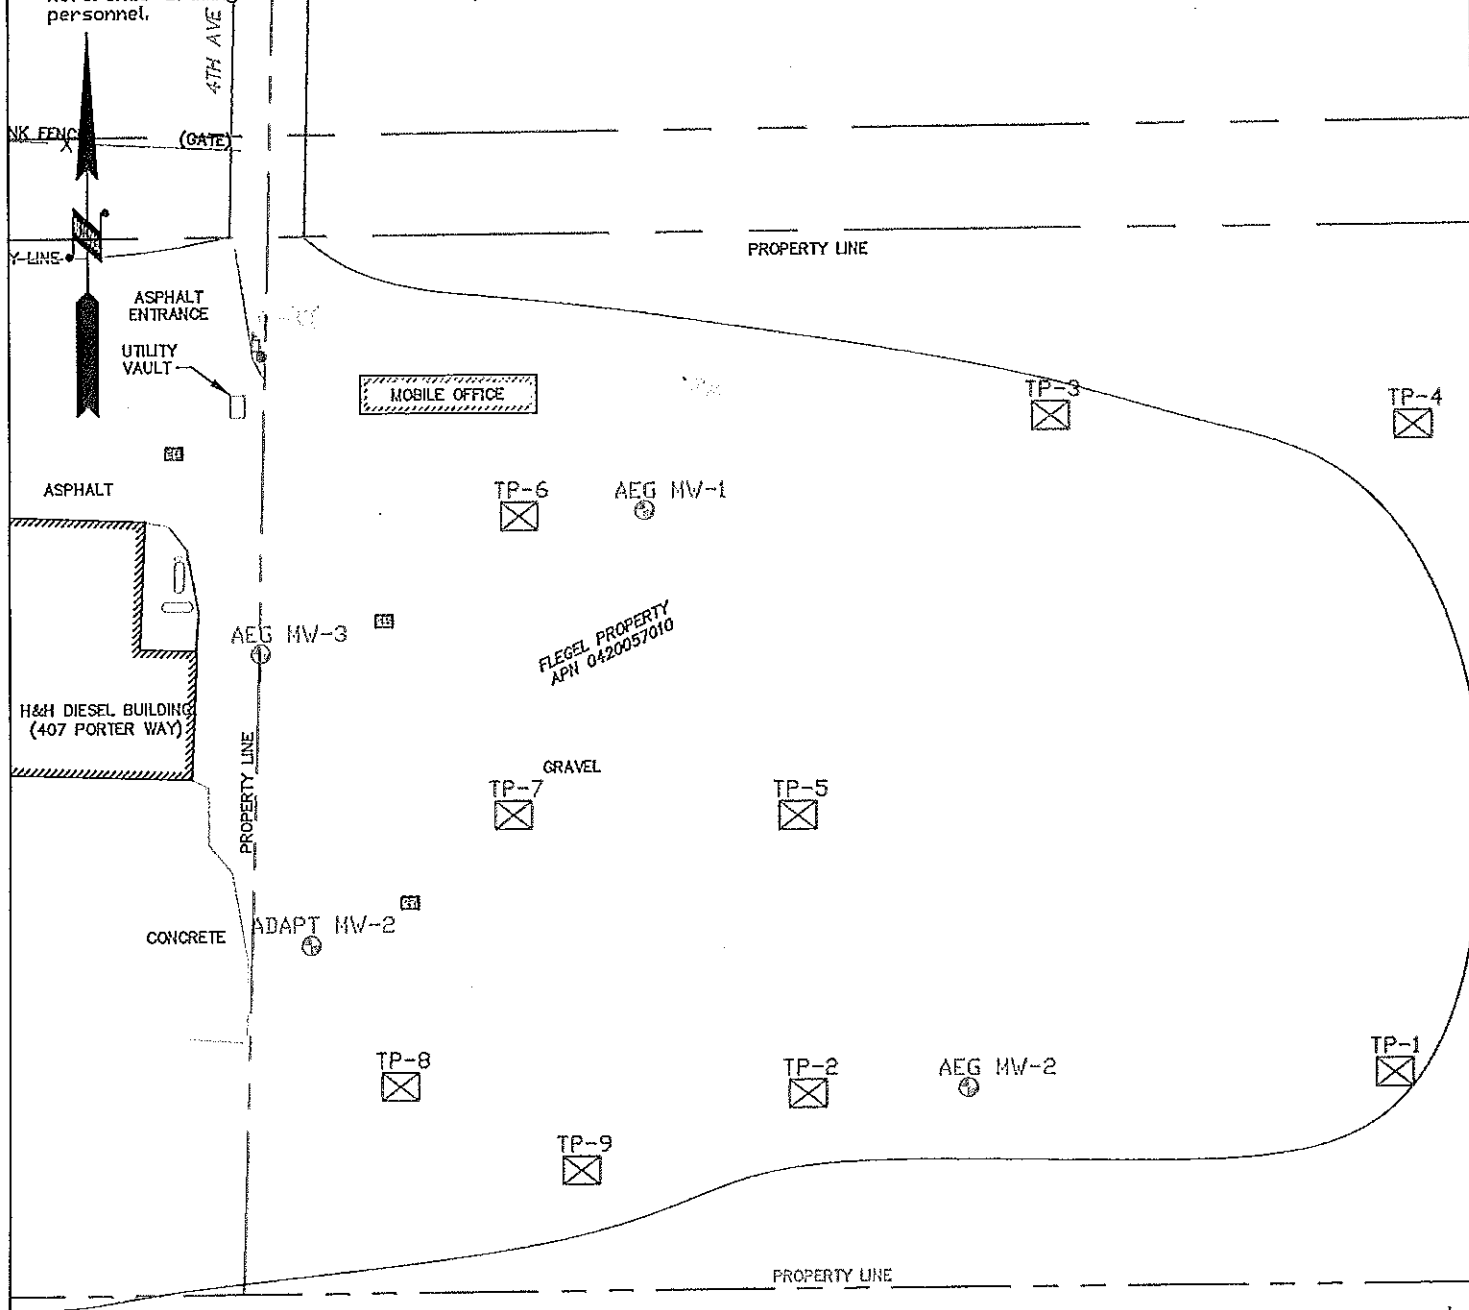 personnel.
4TH AVE
NK FENC
X
(GATE)
Y-LINE
PROPERTY LINE
ASPHALT
ENTRANCE
UTILITY
VAULT
MOBILE OFFICE
TP-3
TP-4
ASPHALT
TP-6
AEG MW-1
AEG MW-3
FLEGEL PROPERTY
APN 0420057010
H&H DIESEL BUILDING
(407 PORTER WAY)
PROPERTY LINE
GRAVEL
TP-7
TP-5
CONCRETE
ADAPT MW-2
TP-8
TP-2
AEG MW-2
TP-1
TP-9
PROPERTY LINE